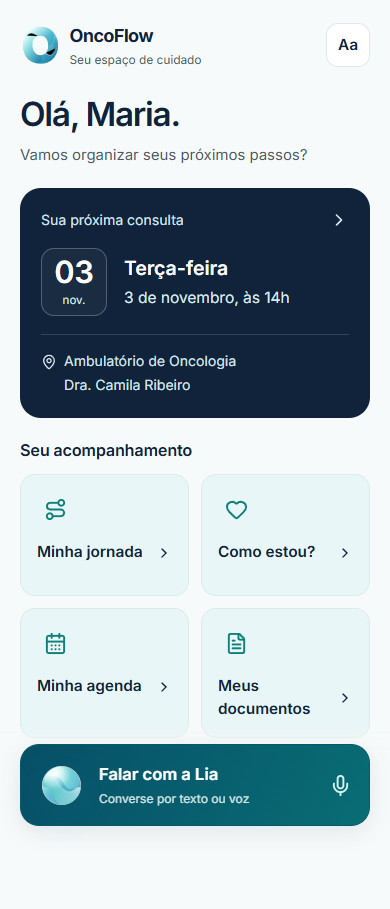 OncoFlow
Seu espaço de cuidado
Aa
Olá, Maria.
Vamos organizar seus próximos passos?
Sua próxima consulta
03
nov.
Terça-feira
3 de novembro, às 14h
Ambulatório de Oncologia
Dra. Camila Ribeiro
Seu acompanhamento
Minha jornada
Como estou?
Minha agenda
Meus
documentos
Falar com a Lia
Converse por texto ou voz